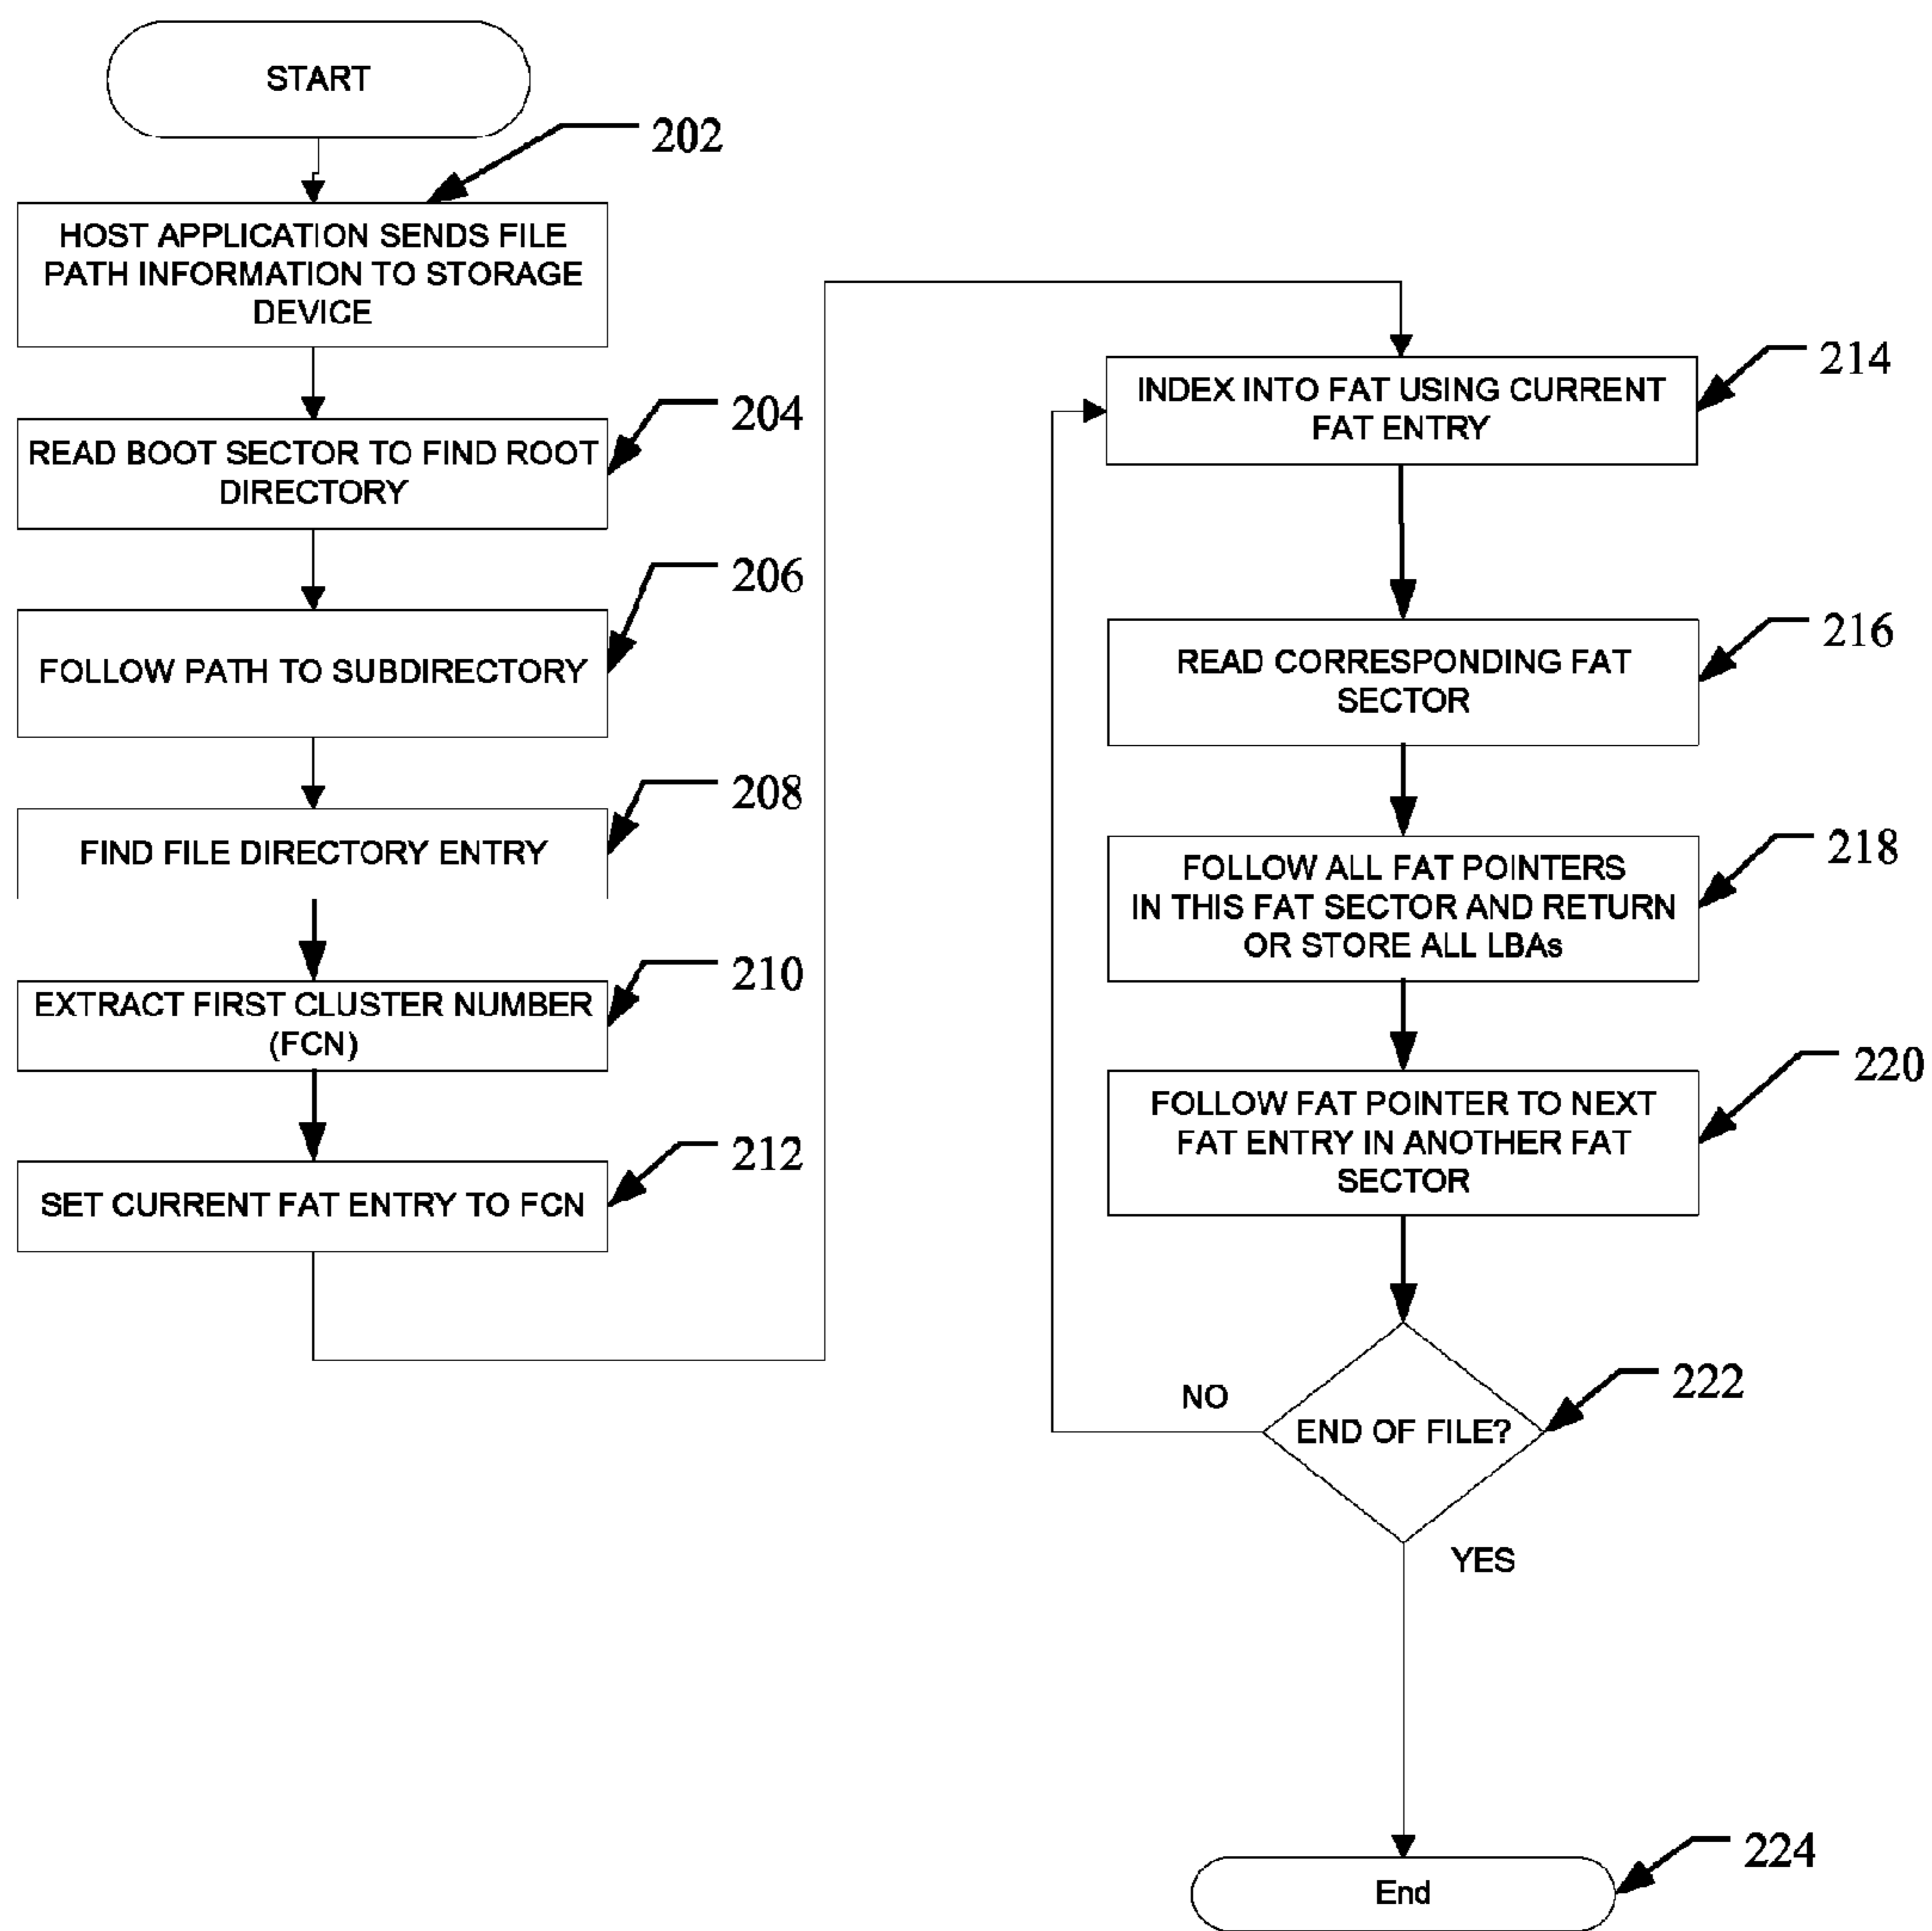 START
202
HOST APPLICATION SENDS FILE
PATH INFORMATION TO STORAGE
DEVICE
204
READ BOOT SECTOR TO FIND ROOT
DIRECTORY
206
FOLLOW PATH TO SUBDIRECTORY
208
FIND FILE DIRECTORY ENTRY
210
EXTRACT FIRST CLUSTER NUMBER
(FCN)
212
SET CURRENT FAT ENTRY TO FCN
214
INDEX INTO FAT USING CURRENT
FAT ENTRY
216
READ CORRESPONDING FAT
SECTOR
218
FOLLOW ALL FAT POINTERS
IN THIS FAT SECTOR AND RETURN
OR STORE ALL LBAs
220
FOLLOW FAT POINTER TO NEXT
FAT ENTRY IN ANOTHER FAT
SECTOR
222
NO
END OF FILE?
YES
224
End